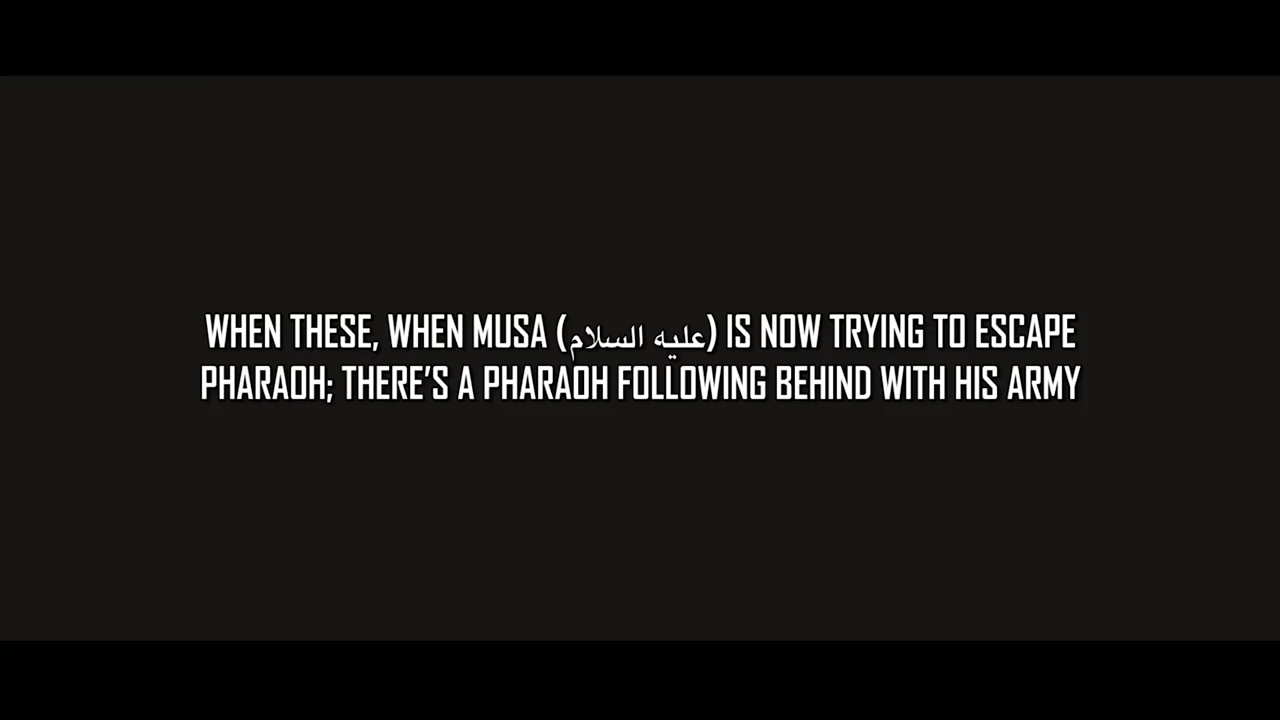 WHEN THESE, WHEN MUSA (عليه السلام) IS NOW TRYING TO ESCAPE
PHARAOH; THERE'S A PHARAOH FOLLOWING BEHIND WITH HIS ARMY